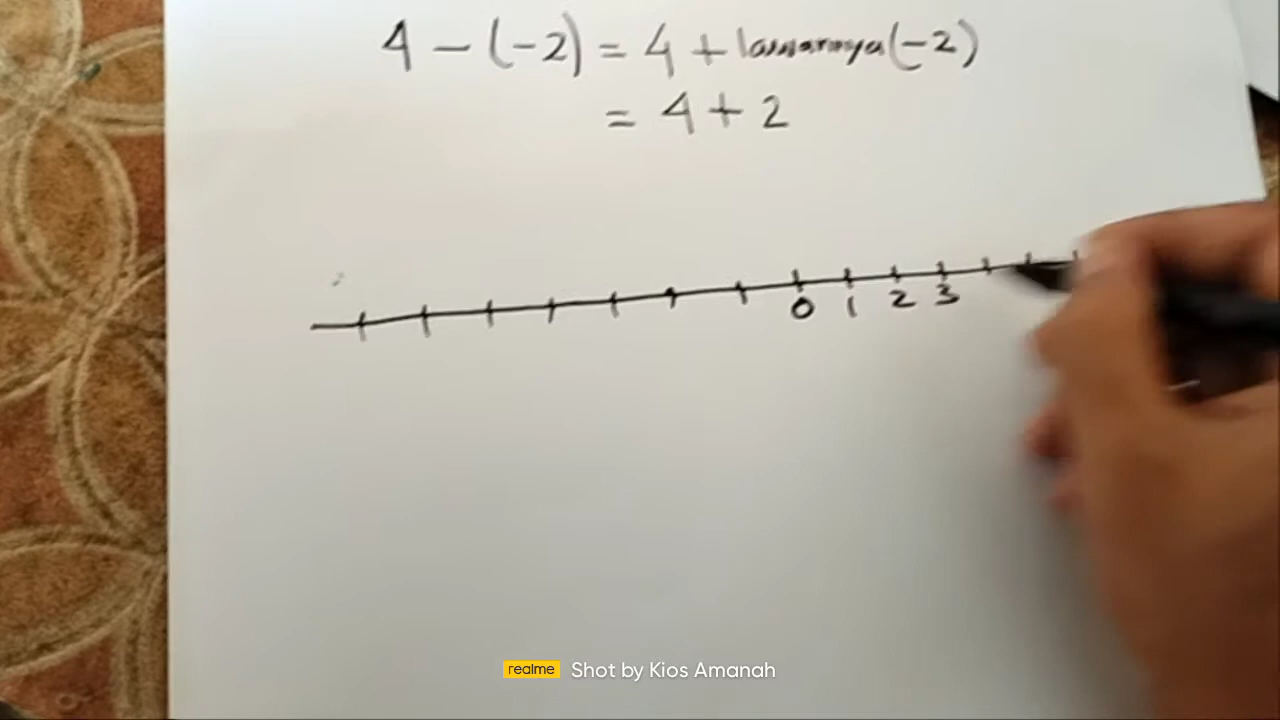 4 - (-2) = 4 + lawannya (-2)
= 4 + 2
0 1 2 3
realme Shot by Kios Amanah